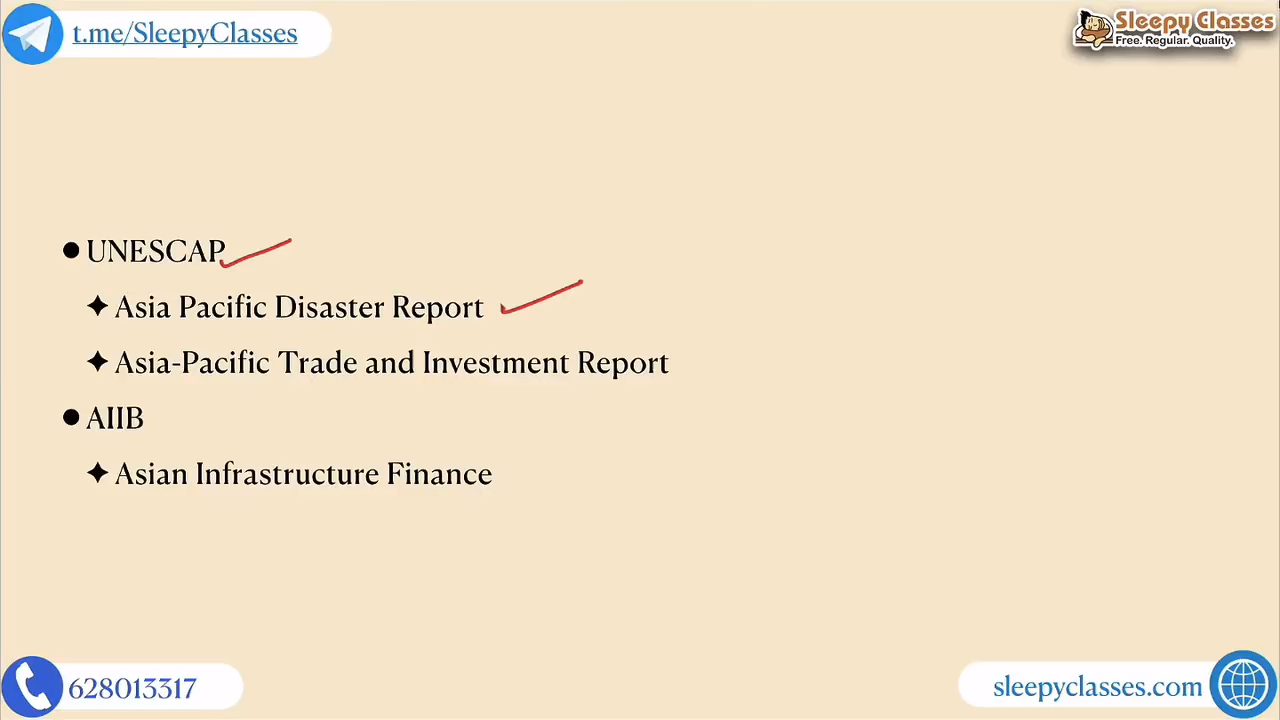 t.me/SleepyClasses
Sleepy Classes
Free. Regular. Quality.
● UNESCAP
✦ Asia Pacific Disaster Report
✦ Asia-Pacific Trade and Investment Report
● AIIB
✦ Asian Infrastructure Finance
628013317
sleepyclasses.com